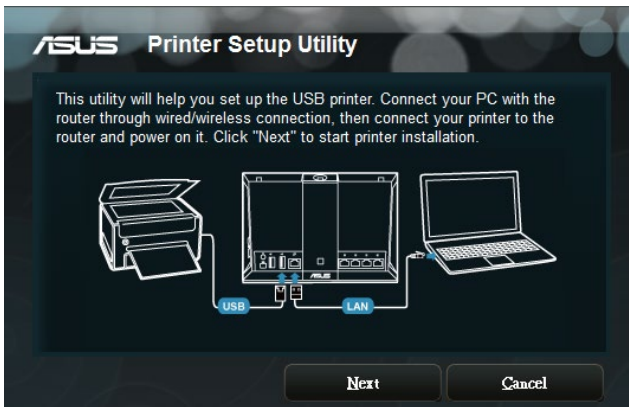 ASUS Printer Setup Utility
This utility will help you set up the USB printer. Connect your PC with the
router through wired/wireless connection, then connect your printer to the
router and power on it. Click "Next" to start printer installation.
ASUS
USB
LAN
Next Cancel